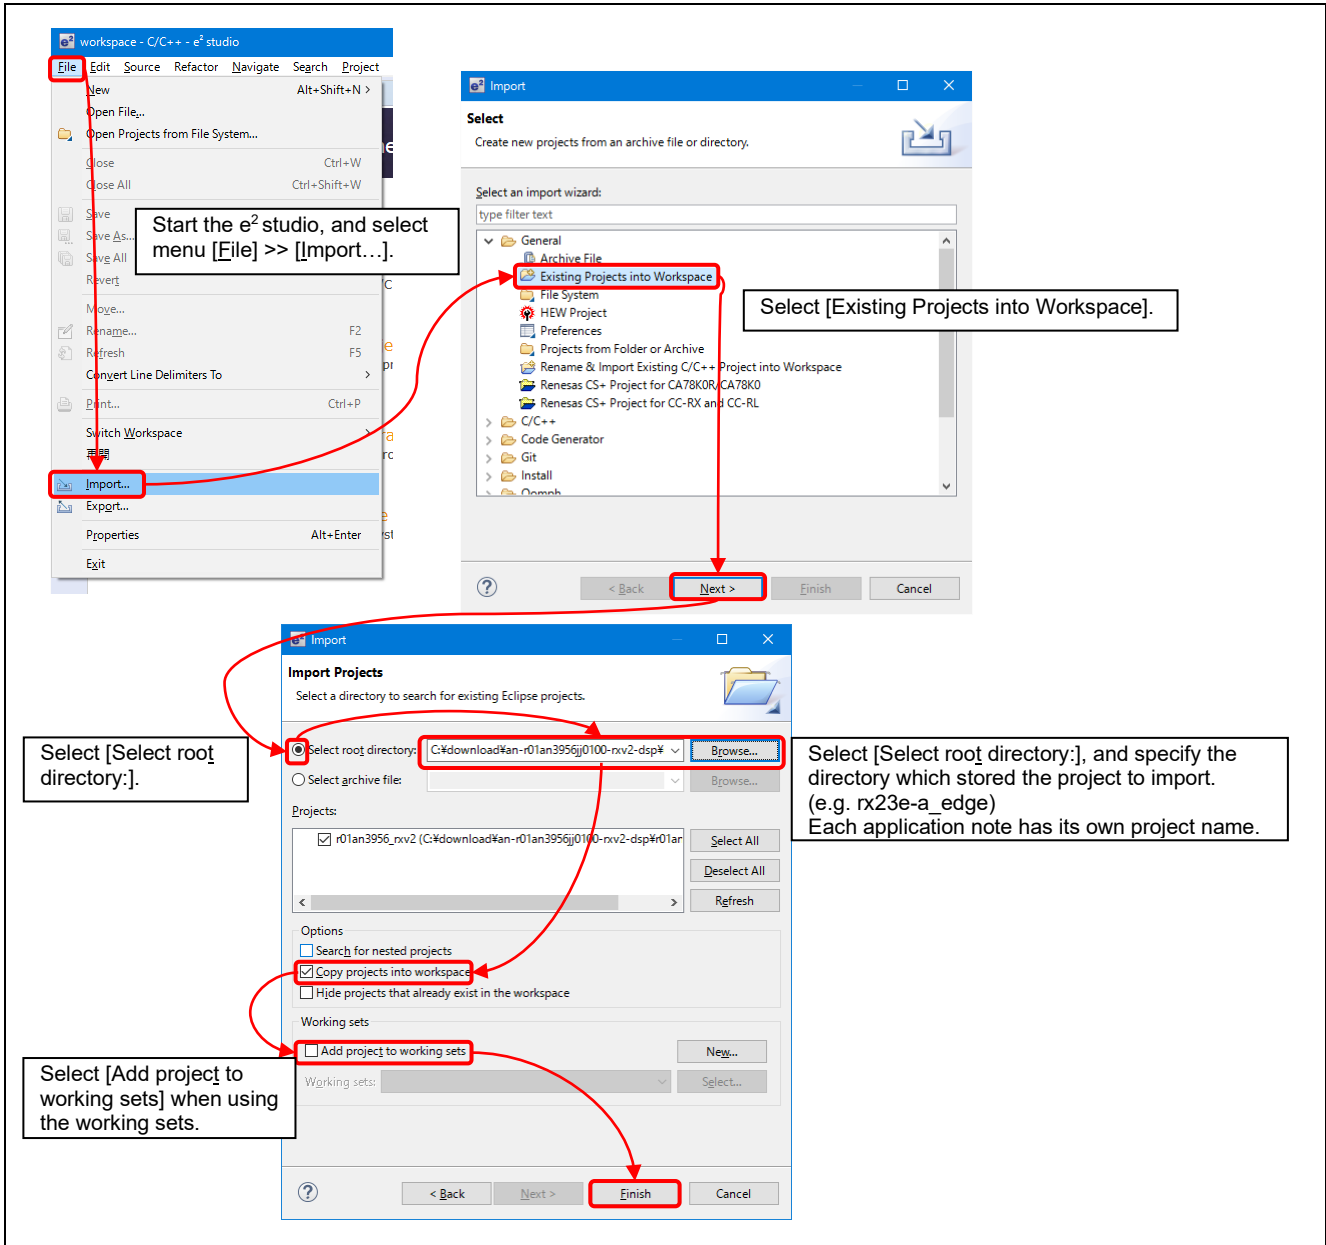 workspace - C/C++ - e² studio
File Edit Source Refactor Navigate Search Project
New Alt+Shift+N >
Open File...
Open Projects from File System...
Close Ctrl+W
Close All Ctrl+Shift+W
Save
Save As...
Save All
Revert
Move...
Rename... F2
Refresh F5
Convert Line Delimiters To >
Print... Ctrl+P
Switch Workspace >
再開
Import...
Export...
Properties Alt+Enter
Exit
Start the e² studio, and select
menu [File] >> [Import…].
e² Import
Select
Create new projects from an archive file or directory.
Select an import wizard:
type filter text
General
Archive File
Existing Projects into Workspace
File System
HEW Project
Preferences
Projects from Folder or Archive
Rename & Import Existing C/C++ Project into Workspace
Renesas CS+ Project for CA78K0R/CA78K0
Renesas CS+ Project for CC-RX and CC-RL
C/C++
Code Generator
Git
Install
Oomph
? < Back Next > Finish Cancel
Select [Existing Projects into Workspace].
e² Import
Import Projects
Select a directory to search for existing Eclipse projects.
Select root directory: C:¥download¥an-r01an3956jj0100-rxv2-dsp¥ Browse...
Select archive file: Browse...
Projects:
r01an3956_rxv2 (C:¥download¥an-r01an3956jj0100-rxv2-dsp¥r01ar
Select All
Deselect All
Refresh
Options
Search for nested projects
Copy projects into workspace
Hide projects that already exist in the workspace
Working sets
Add project to working sets New...
Working sets: Select...
? < Back Next > Finish Cancel
Select [Select root
directory:].
Select [Select root directory:], and specify the
directory which stored the project to import.
(e.g. rx23e-a_edge)
Each application note has its own project name.
Select [Add project to
working sets] when using
the working sets.